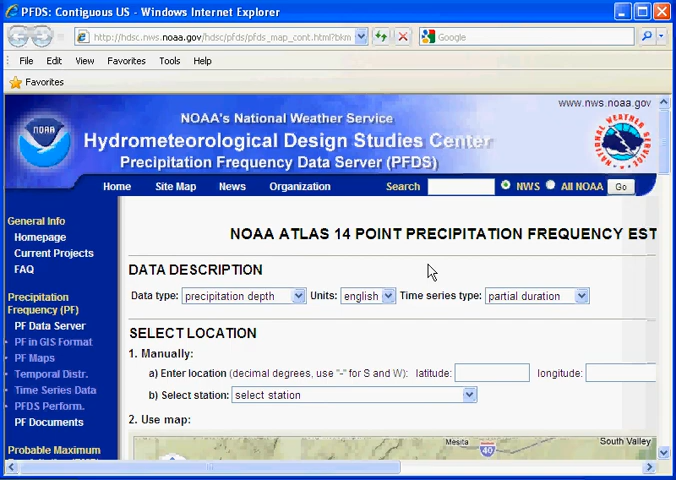 PFDS: Contiguous US - Windows Internet Explorer
http://hdsc.nws.noaa.gov/hdsc/pfds/pfds_map_cont.html?bkm
Google
File Edit View Favorites Tools Help
Favorites
www.nws.noaa.gov
NOAA
NOAA's National Weather Service
Hydrometeorological Design Studies Center
Precipitation Frequency Data Server (PFDS)
NATIONAL WEATHER SERVICE
Home Site Map News Organization Search NWS All NOAA Go
General Info
Homepage
Current Projects
FAQ
Precipitation
Frequency (PF)
PF Data Server
PF in GIS Format
PF Maps
Temporal Distr.
Time Series Data
PFDS Perform.
PF Documents
Probable Maximum
NOAA ATLAS 14 POINT PRECIPITATION FREQUENCY EST
DATA DESCRIPTION
Data type: precipitation depth Units: english Time series type: partial duration
SELECT LOCATION
1. Manually:
a) Enter location (decimal degrees, use "-" for S and W): latitude: longitude:
b) Select station: select station
2. Use map:
Mesita 40 South Valley